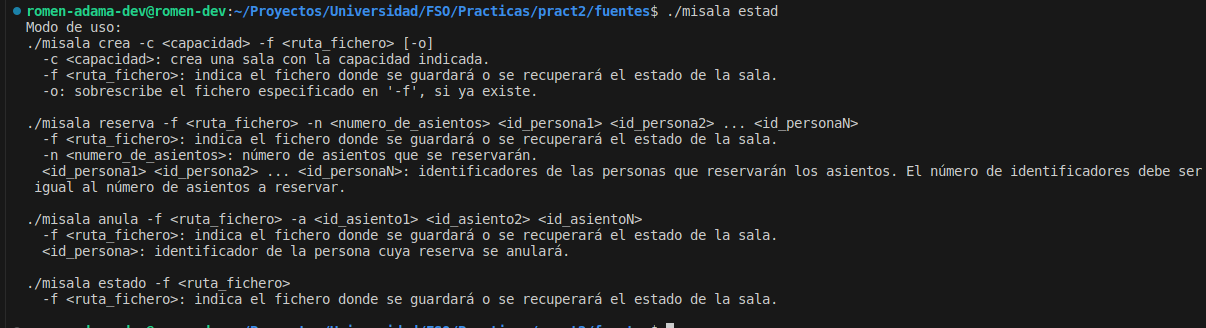 romen-adama-dev@romen-dev:~/Proyectos/Universidad/FSO/Practicas/pract2/fuentes$ ./misala estad
Modo de uso:
./misala crea -c <capacidad> -f <ruta_fichero> [-o]
-c <capacidad>: crea una sala con la capacidad indicada.
-f <ruta_fichero>: indica el fichero donde se guardará o se recuperará el estado de la sala.
-o: sobrescribe el fichero especificado en '-f', si ya existe.
./misala reserva -f <ruta_fichero> -n <numero_de_asientos> <id_persona1> <id_persona2> ... <id_personaN>
-f <ruta_fichero>: indica el fichero donde se guardará o se recuperará el estado de la sala.
-n <numero_de_asientos>: número de asientos que se reservarán.
<id_persona1> <id_persona2> ... <id_personaN>: identificadores de las personas que reservarán los asientos. El número de identificadores debe ser
igual al número de asientos a reservar.
./misala anula -f <ruta_fichero> -a <id_asiento1> <id_asiento2> <id_asientoN>
-f <ruta_fichero>: indica el fichero donde se guardará o se recuperará el estado de la sala.
<id_persona>: identificador de la persona cuya reserva se anulará.
./misala estado -f <ruta_fichero>
-f <ruta_fichero>: indica el fichero donde se guardará o se recuperará el estado de la sala.